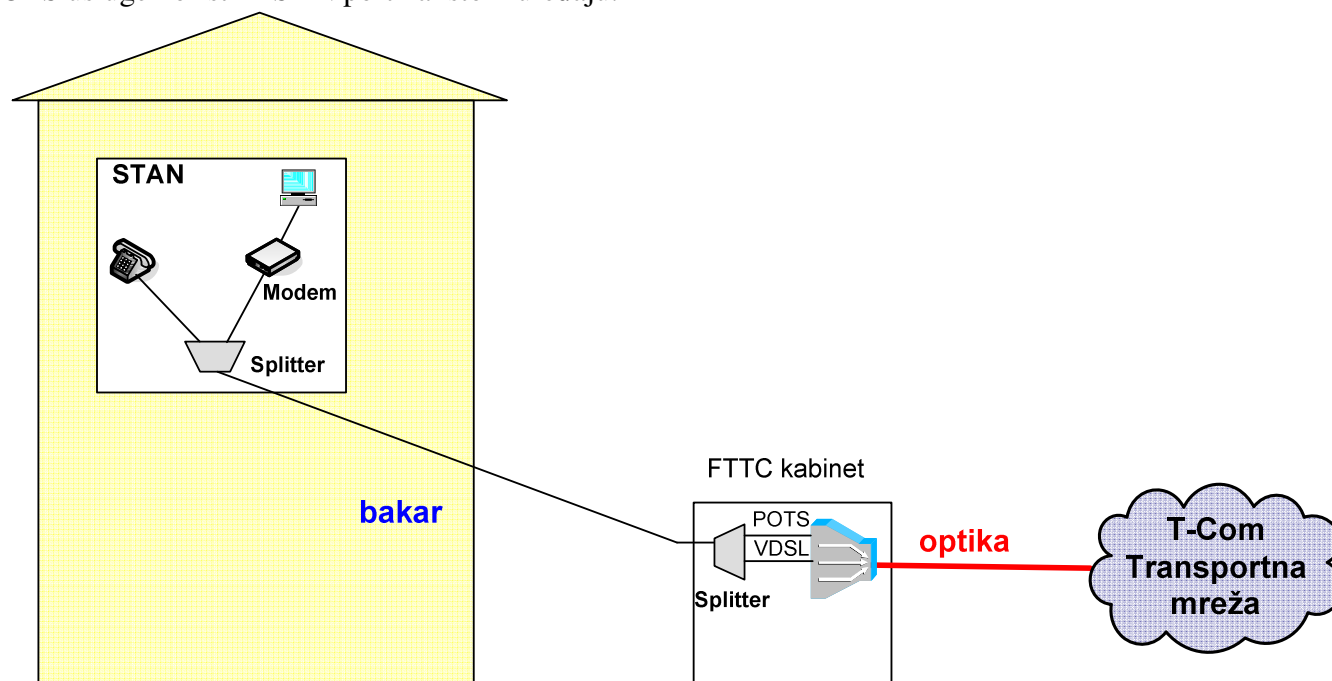 STAN
Modem
Splitter
bakar
FTTC kabinet
POTS
VDSL
Splitter
optika
T-Com
Transportna
mreža